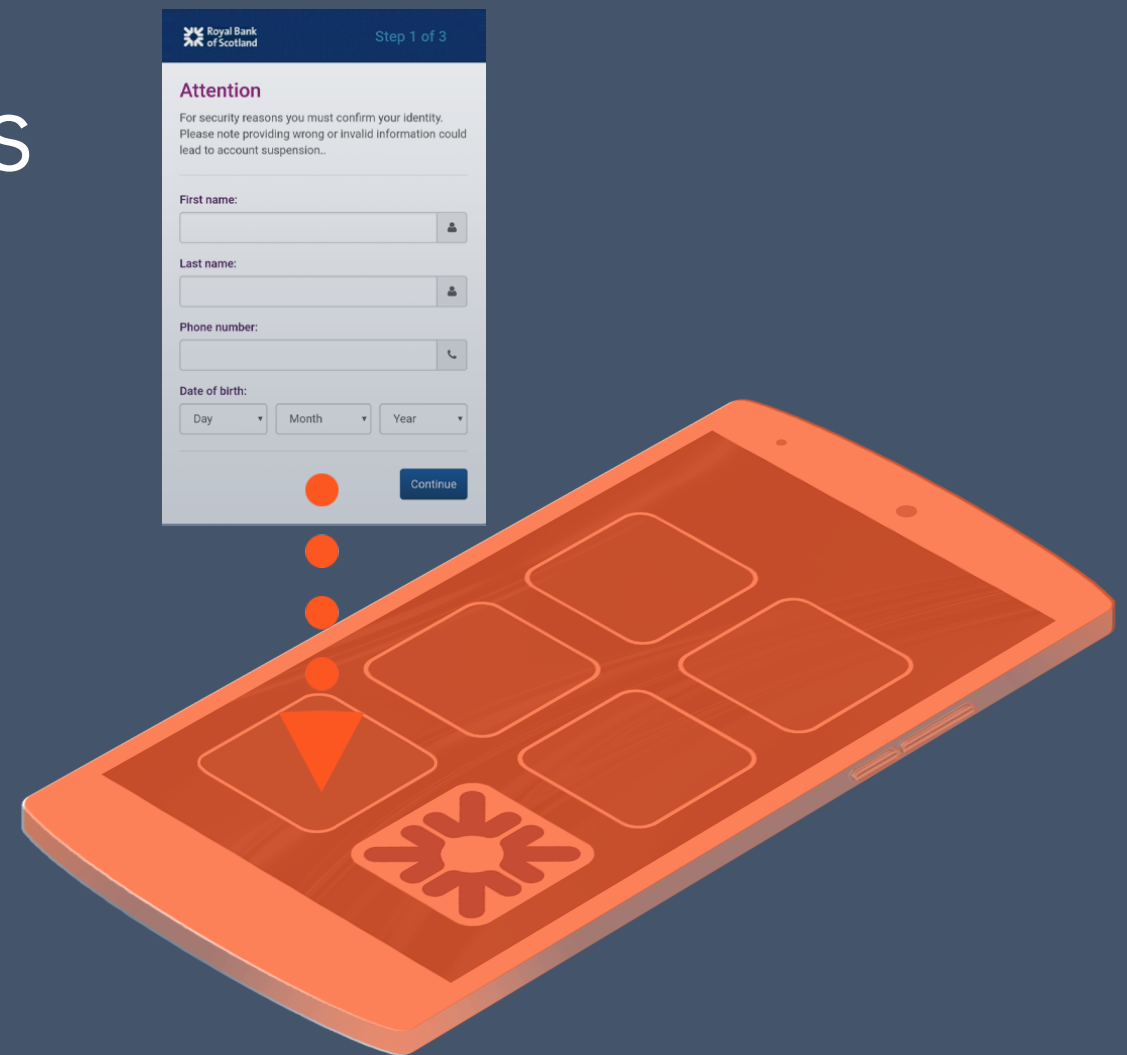 s
Royal Bank
of Scotland
Step 1 of 3
Attention
For security reasons you must confirm your identity.
Please note providing wrong or invalid information could
lead to account suspension..
First name:
Last name:
Phone number:
Date of birth:
Day
Month
Year
Continue